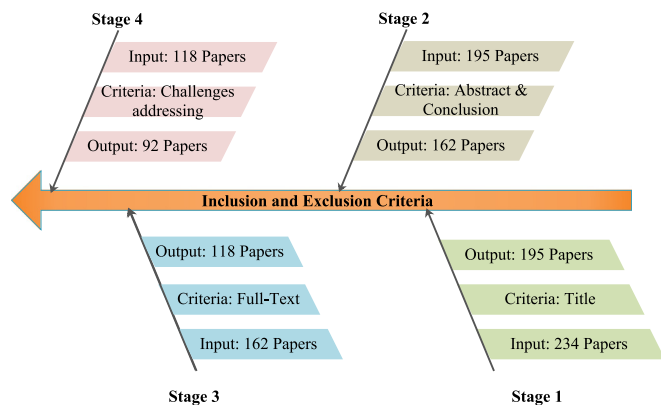 Stage 4
Input: 118 Papers
Criteria: Challenges
addressing
Output: 92 Papers
Stage 2
Input: 195 Papers
Criteria: Abstract &
Conclusion
Output: 162 Papers
Inclusion and Exclusion Criteria
Output: 118 Papers
Criteria: Full-Text
Input: 162 Papers
Stage 3
Output: 195 Papers
Criteria: Title
Input: 234 Papers
Stage 1